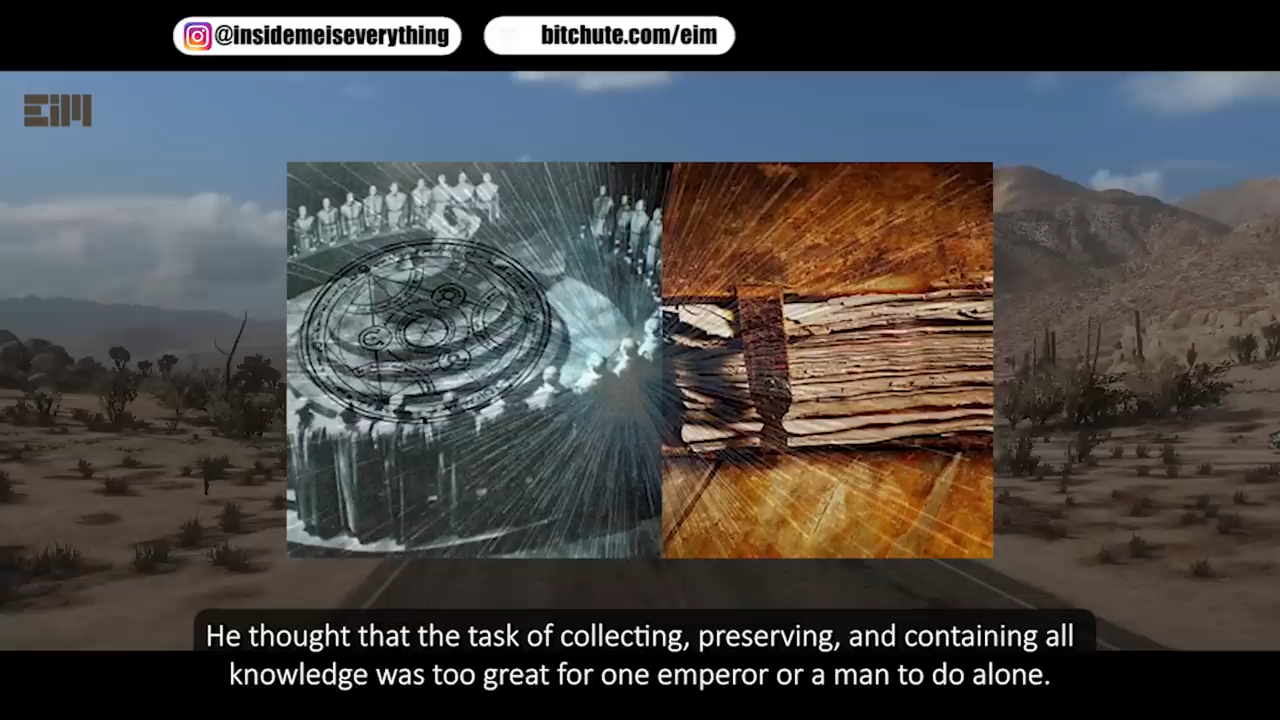 @insidemeiseverything
bitchute.com/eim
EiM
He thought that the task of collecting, preserving, and containing all
knowledge was too great for one emperor or a man to do alone.